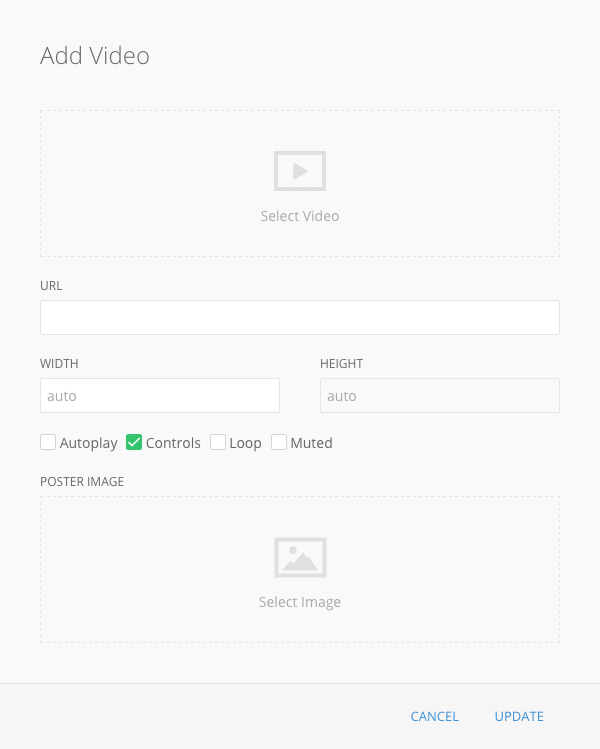 Add Video
Select Video
URL
WIDTH HEIGHT
auto auto
Autoplay Controls Loop Muted
POSTER IMAGE
Select Image
CANCEL UPDATE